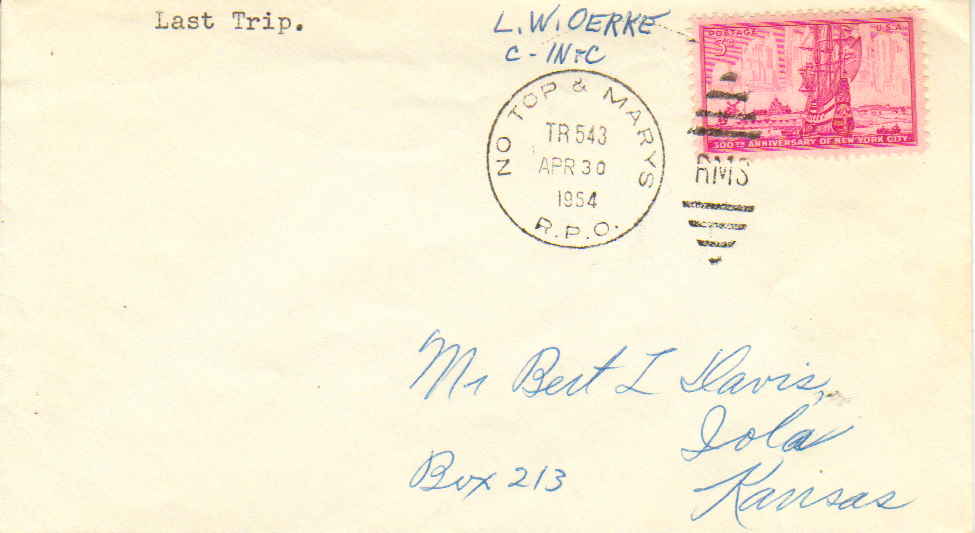 Last Trip.
L.W. OERKE
C-IN-C
POSTAGE
U.S.A.
3¢
300TH ANNIVERSARY OF NEW YORK CITY
NO TOP & MARYS
TR 543
APR 30
1954
R.P.O.
RMS
Mr Bert L Davis,
Iola
Box 213
Kansas